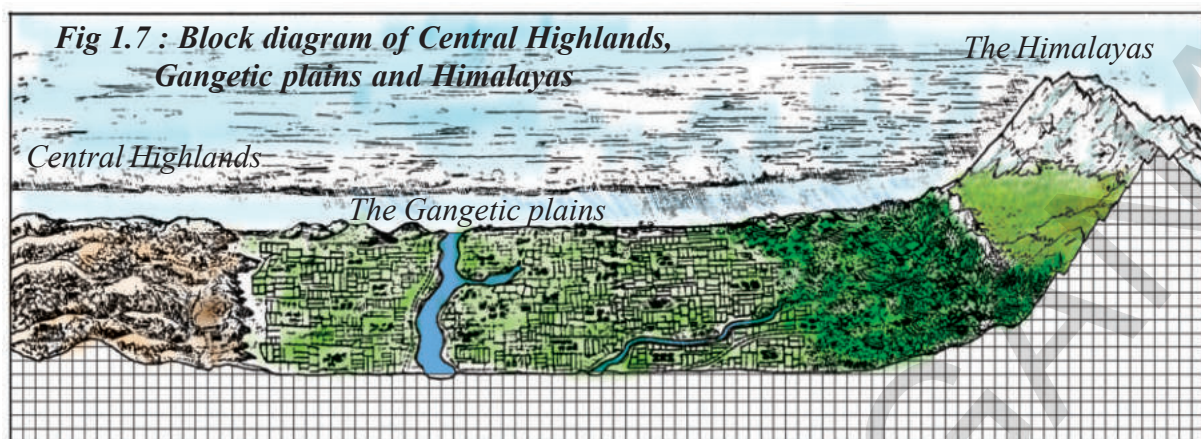 Fig 1.7 : Block diagram of Central Highlands,
Gangetic plains and Himalayas
The Himalayas
Central Highlands
The Gangetic plains